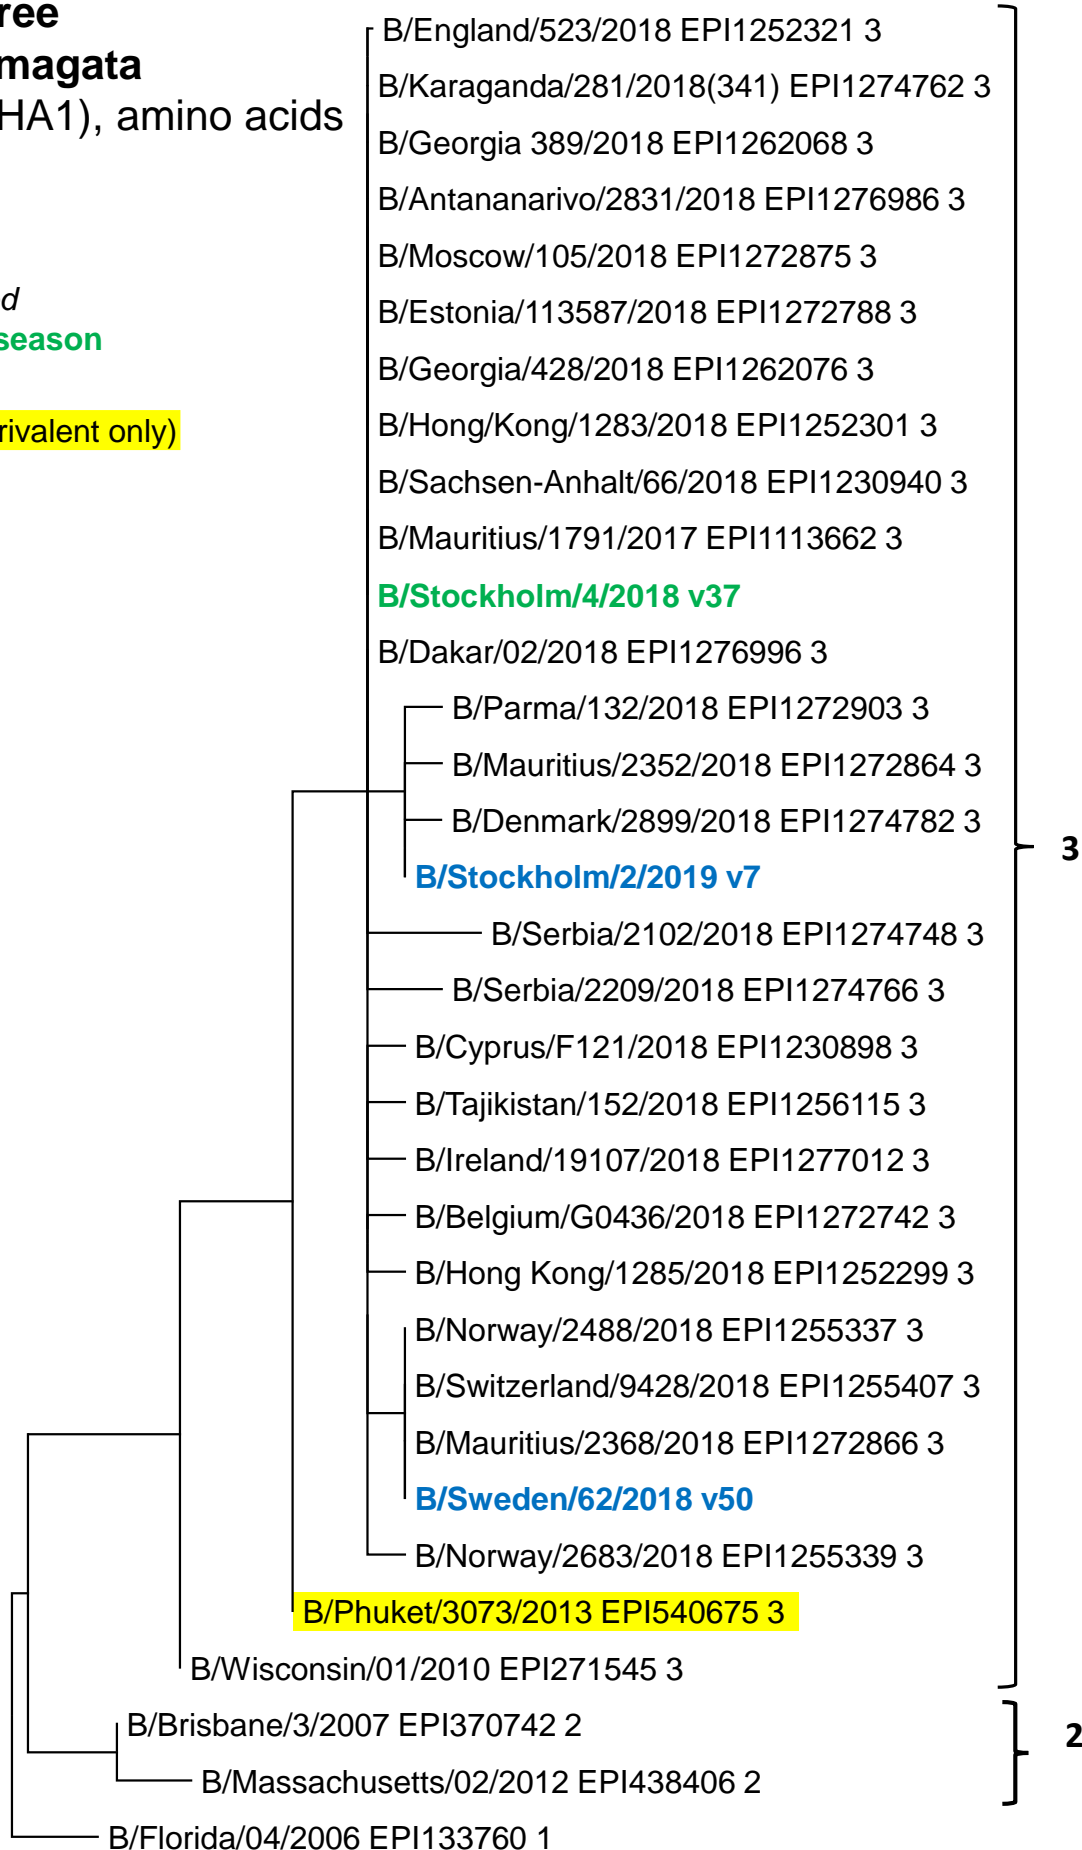 ree
magata
HA1), amino acids
d
season
rivalent only)
B/England/523/2018 EPI1252321 3
B/Karaganda/281/2018(341) EPI1274762 3
B/Georgia 389/2018 EPI1262068 3
B/Antananarivo/2831/2018 EPI1276986 3
B/Moscow/105/2018 EPI1272875 3
B/Estonia/113587/2018 EPI1272788 3
B/Georgia/428/2018 EPI1262076 3
B/Hong/Kong/1283/2018 EPI1252301 3
B/Sachsen-Anhalt/66/2018 EPI1230940 3
B/Mauritius/1791/2017 EPI1113662 3
B/Stockholm/4/2018 v37
B/Dakar/02/2018 EPI1276996 3
B/Parma/132/2018 EPI1272903 3
B/Mauritius/2352/2018 EPI1272864 3
B/Denmark/2899/2018 EPI1274782 3
3
B/Stockholm/2/2019 v7
B/Serbia/2102/2018 EPI1274748 3
B/Serbia/2209/2018 EPI1274766 3
B/Cyprus/F121/2018 EPI1230898 3
B/Tajikistan/152/2018 EPI1256115 3
B/Ireland/19107/2018 EPI1277012 3
B/Belgium/G0436/2018 EPI1272742 3
B/Hong Kong/1285/2018 EPI1252299 3
B/Norway/2488/2018 EPI1255337 3
B/Switzerland/9428/2018 EPI1255407 3
B/Mauritius/2368/2018 EPI1272866 3
B/Sweden/62/2018 v50
B/Norway/2683/2018 EPI1255339 3
B/Phuket/3073/2013 EPI540675 3
B/Wisconsin/01/2010 EPI271545 3
B/Brisbane/3/2007 EPI370742 2
2
B/Massachusetts/02/2012 EPI438406 2
B/Florida/04/2006 EPI133760 1